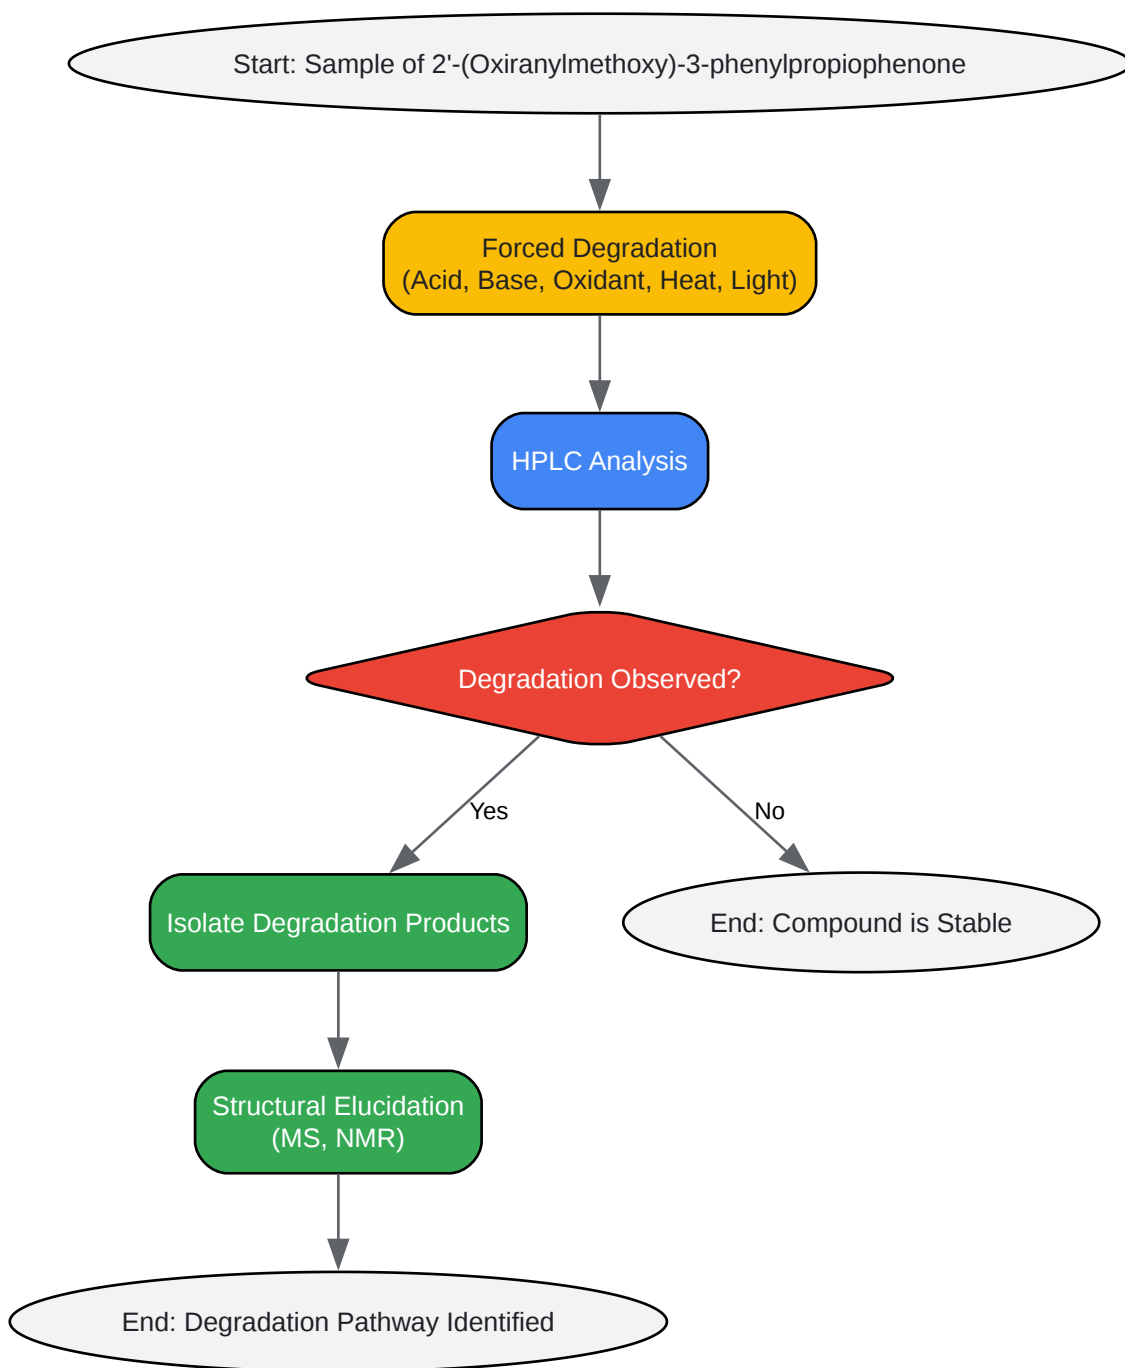 Start: Sample of 2'-(Oxiranylmethoxy)-3-phenylpropiophenone
Forced Degradation
(Acid, Base, Oxidant, Heat, Light)
HPLC Analysis
Degradation Observed?
Yes
No
Isolate Degradation Products
End: Compound is Stable
Structural Elucidation
(MS, NMR)
End: Degradation Pathway Identified